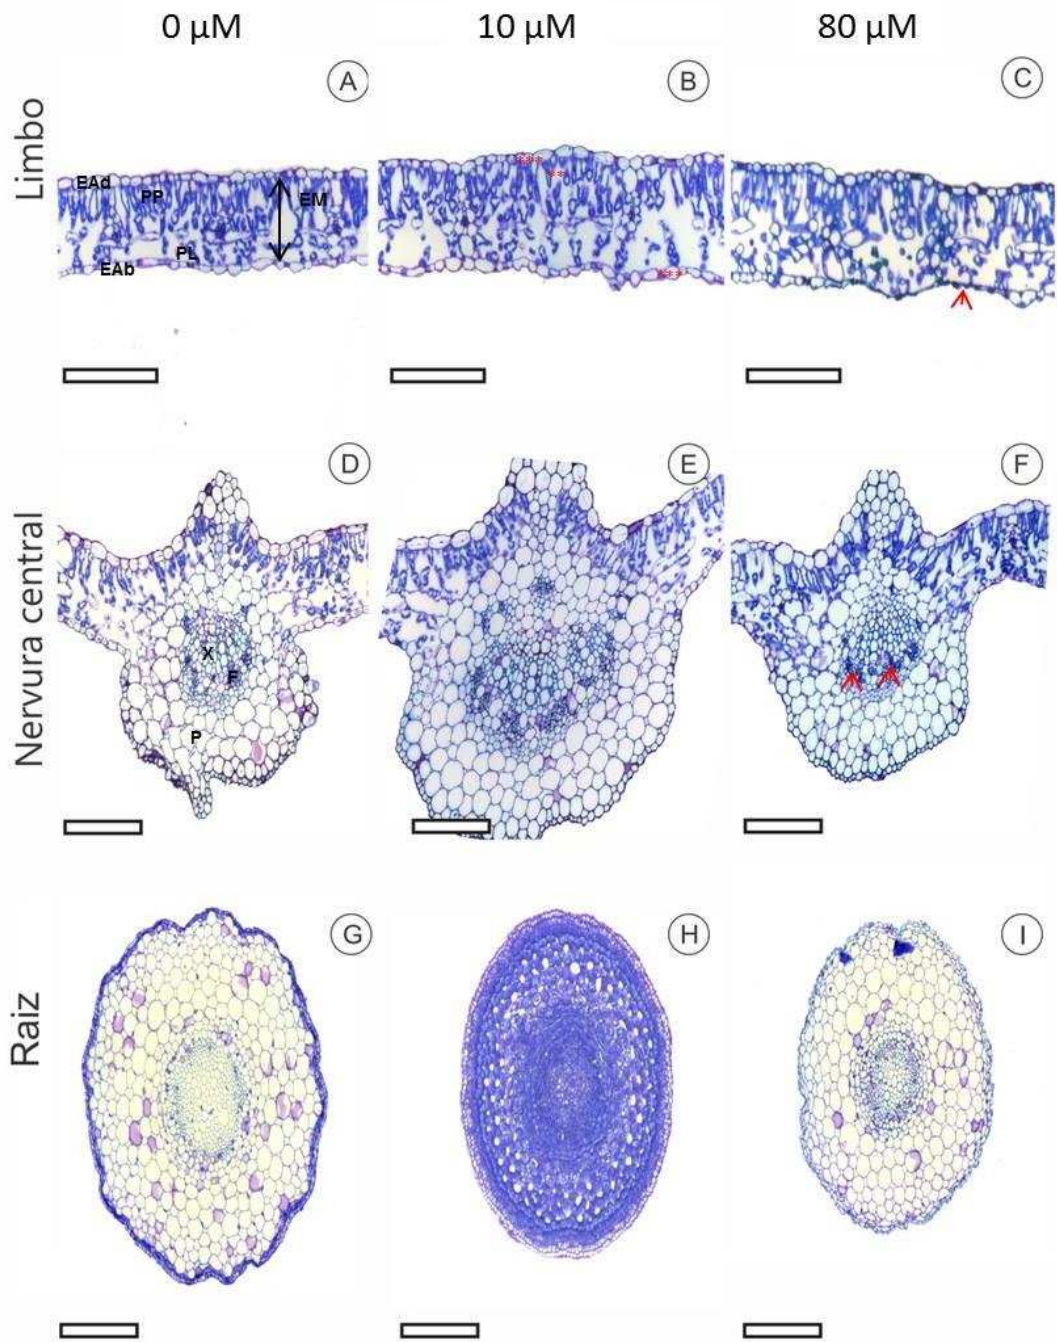 0 µM 10 µM 80 µM
Limbo
A
B
C
EAd
PP
EM
PL
EAb
***
**
***
Nervura central
D
E
F
X
F
P
Raiz
G
H
I